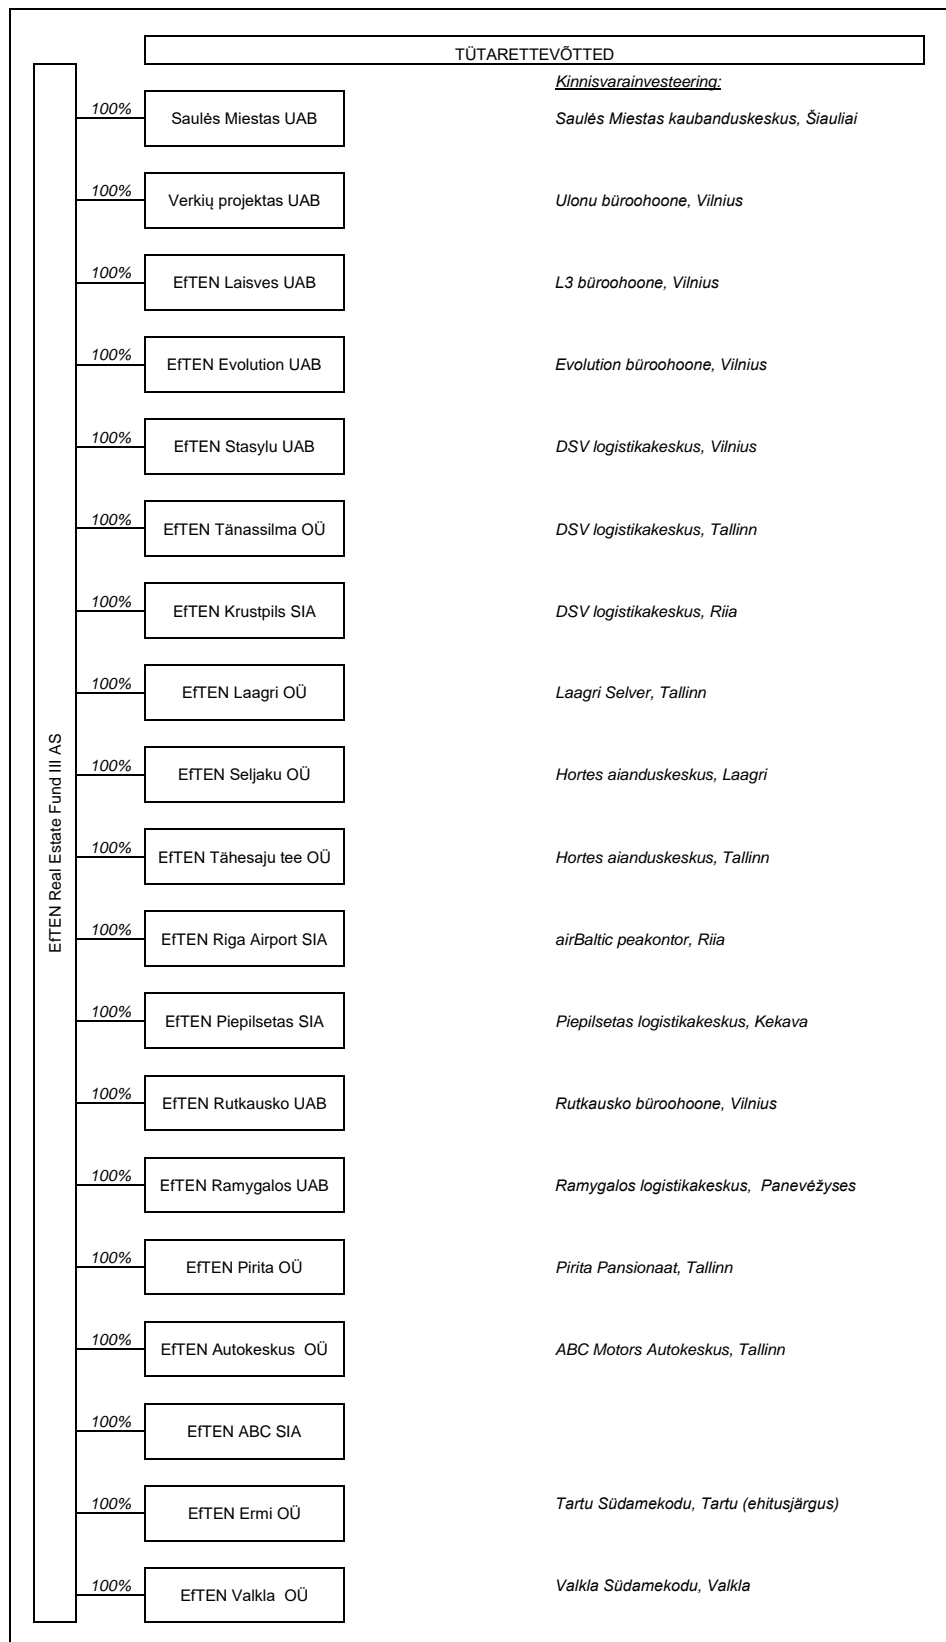 TÜTARETTEVÕTTED
Kinnisvarainvesteering:
EfTEN Real Estate Fund III AS
100%
Saulės Miestas UAB
Saulės Miestas kaubanduskeskus, Šiauliai
100%
Verkių projektas UAB
Ulonu büroohoone, Vilnius
100%
EfTEN Laisves UAB
L3 büroohoone, Vilnius
100%
EfTEN Evolution UAB
Evolution büroohoone, Vilnius
100%
EfTEN Stasylu UAB
DSV logistikakeskus, Vilnius
100%
EfTEN Tänassilma OÜ
DSV logistikakeskus, Tallinn
100%
EfTEN Krustpils SIA
DSV logistikakeskus, Riia
100%
EfTEN Laagri OÜ
Laagri Selver, Tallinn
100%
EfTEN Seljaku OÜ
Hortes aianduskeskus, Laagri
100%
EfTEN Tähesaju tee OÜ
Hortes aianduskeskus, Tallinn
100%
EfTEN Riga Airport SIA
airBaltic peakontor, Riia
100%
EfTEN Piepilsetas SIA
Piepilsetas logistikakeskus, Kekava
100%
EfTEN Rutkausko UAB
Rutkausko büroohoone, Vilnius
100%
EfTEN Ramygalos UAB
Ramygalos logistikakeskus, Panevėžyses
100%
EfTEN Pirita OÜ
Pirita Pansionaat, Tallinn
100%
EfTEN Autokeskus OÜ
ABC Motors Autokeskus, Tallinn
100%
EfTEN ABC SIA
100%
EfTEN Ermi OÜ
Tartu Südamekodu, Tartu (ehitusjärgus)
100%
EfTEN Valkla OÜ
Valkla Südamekodu, Valkla